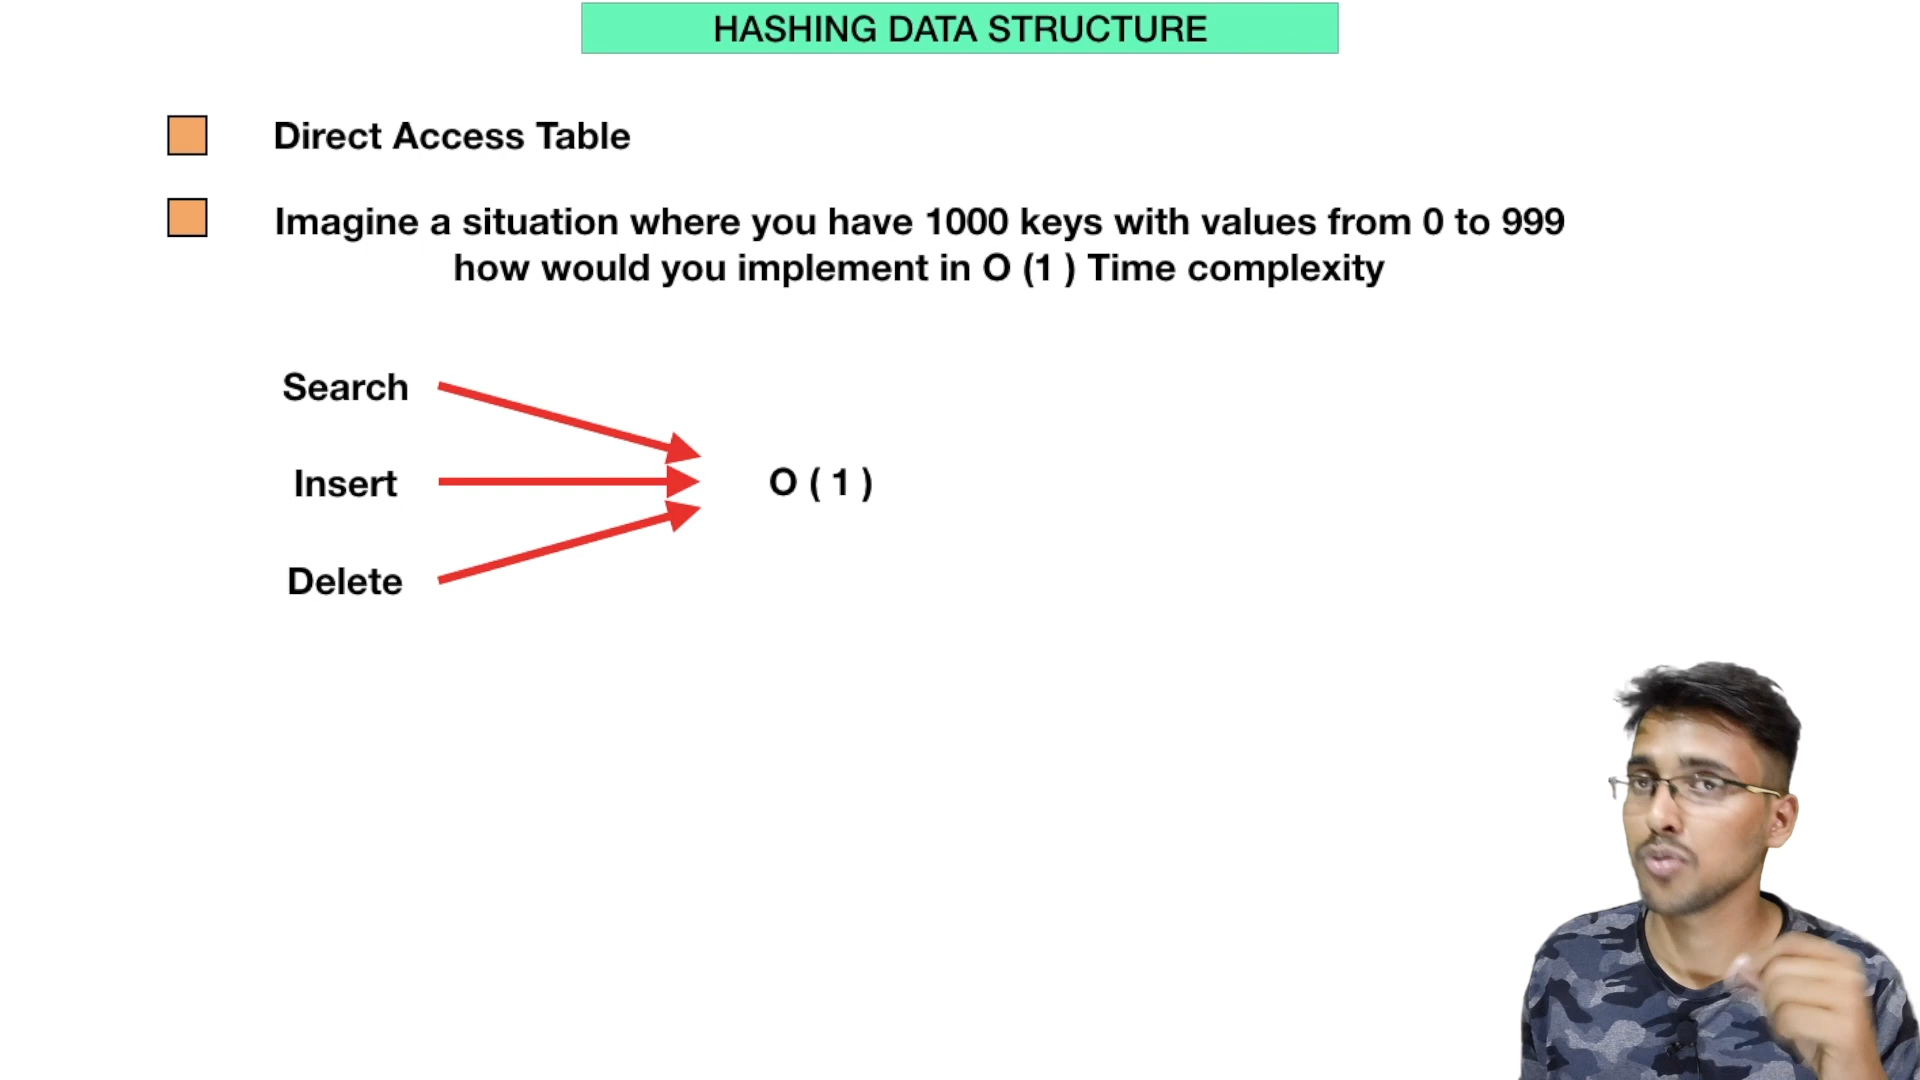 HASHING DATA STRUCTURE
Direct Access Table
Imagine a situation where you have 1000 keys with values from 0 to 999
how would you implement in O (1 ) Time complexity
Search
Insert
O ( 1 )
Delete